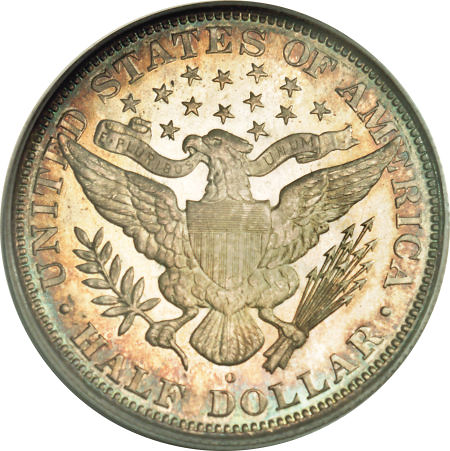 UNITED STATES OF AMERICA
E PLURIBUS UNUM
HALF DOLLAR